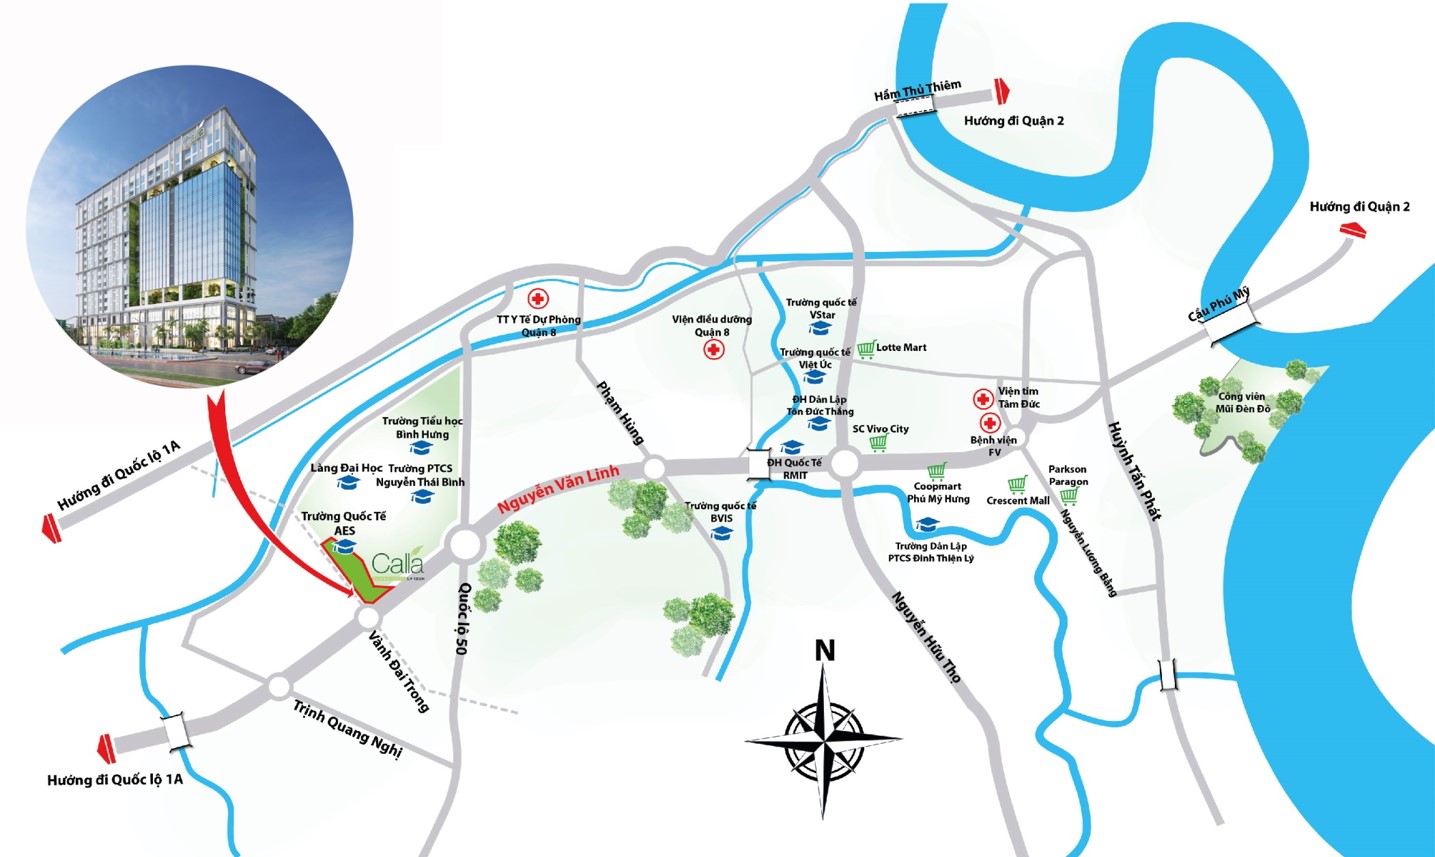 Hầm Thủ Thiêm
Hướng đi Quận 2
Hướng đi Quận 2
Cầu Phú Mỹ
Trường quốc tế
VStar
TT Y Tế Dự Phòng
Quận 8
Viện điều dưỡng
Quận 8
Lotte Mart
Trường quốc tế
Việt Úc
Viện tim
Tâm Đức
Phạm Hùng
ĐH Dân Lập
Tôn Đức Thắng
Công viên
Mũi Đèn Đỏ
Trường Tiểu học
Bình Hưng
SC Vivo City
Bệnh viện
FV
Huỳnh Tấn Phát
Hướng đi Quốc lộ 1A
Làng Đại Học
Trường PTCS
Nguyễn Thái Bình
Nguyễn Văn Linh
ĐH Quốc Tế
RMIT
Coopmart
Phú Mỹ Hưng
Crescent Mall
Parkson
Paragon
Trường Quốc Tế
AES
Trường quốc tế
BVIS
Nguyễn Lương Bằng
Trường Dân Lập
PTCS Đinh Thiện Lý
Calla
Quốc lộ 50
Nguyễn Hữu Thọ
Vành Đai Trong
N
Trịnh Quang Nghị
Hướng đi Quốc lộ 1A